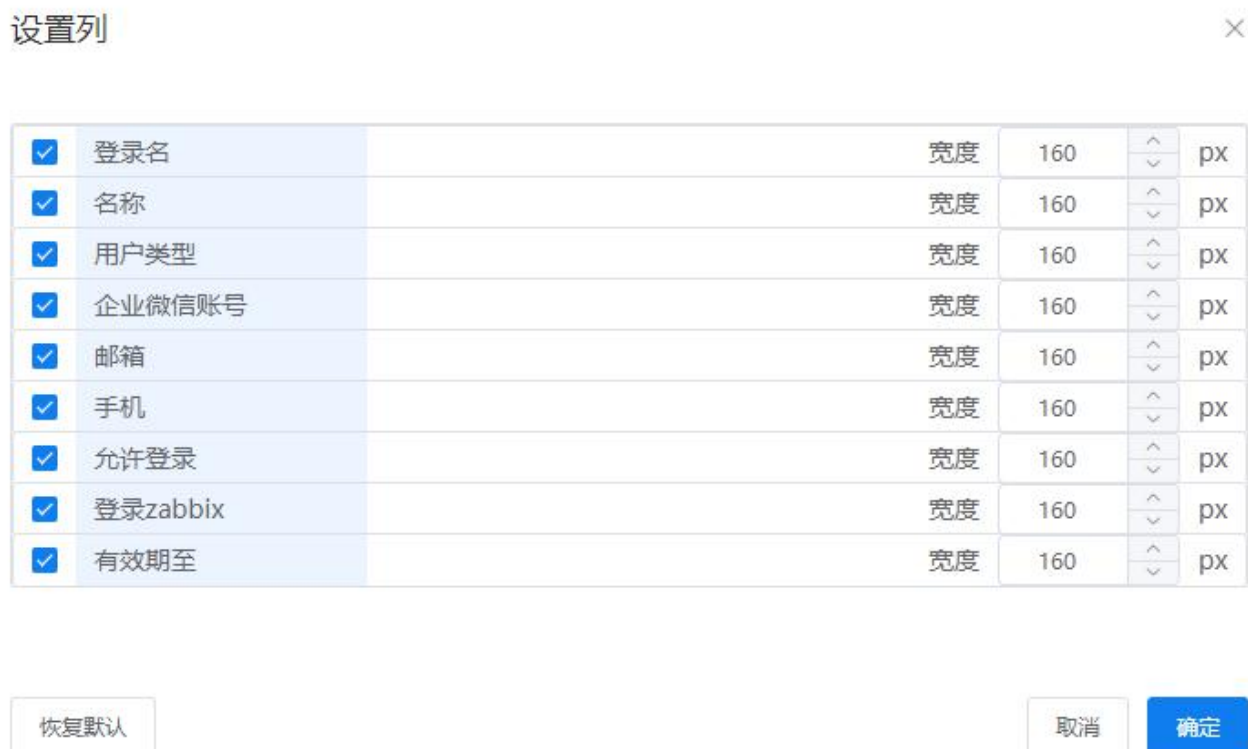 设置列
登录名 宽度 160 px
名称 宽度 160 px
用户类型 宽度 160 px
企业微信账号 宽度 160 px
邮箱 宽度 160 px
手机 宽度 160 px
允许登录 宽度 160 px
登录zabbix 宽度 160 px
有效期至 宽度 160 px
恢复默认 取消 确定